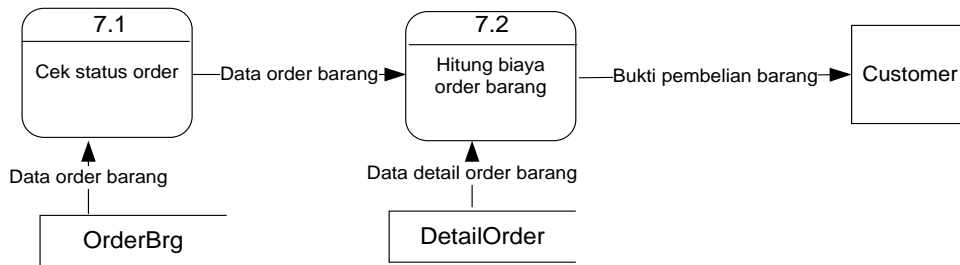 7.1
Cek status order
Data order barang
7.2
Hitung biaya
order barang
Bukti pembelian barang
Customer
Data order barang
Data detail order barang
OrderBrg
DetailOrder